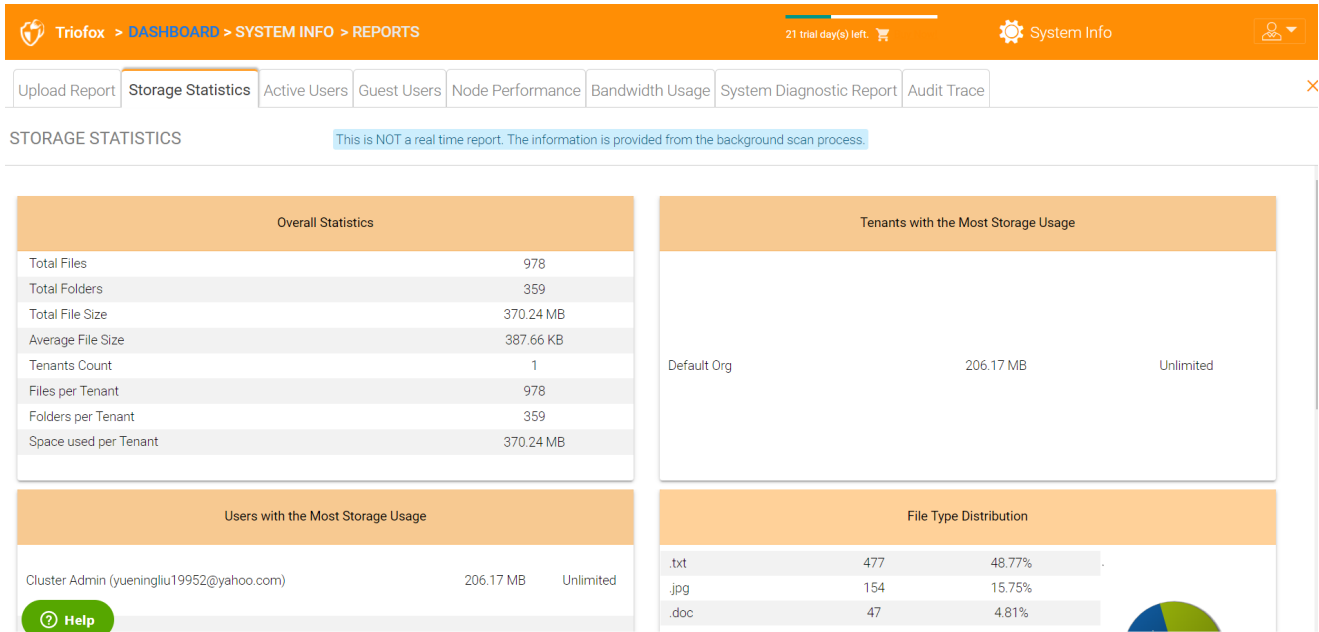 Triofox > DASHBOARD > SYSTEM INFO > REPORTS
21 trial day(s) left.
System Info
Upload Report Storage Statistics Active Users Guest Users Node Performance Bandwidth Usage System Diagnostic Report Audit Trace
STORAGE STATISTICS
This is NOT a real time report. The information is provided from the background scan process.
Overall Statistics
Total Files 978
Total Folders 359
Total File Size 370.24 MB
Average File Size 387.66 KB
Tenants Count 1
Files per Tenant 978
Folders per Tenant 359
Space used per Tenant 370.24 MB
Tenants with the Most Storage Usage
Default Org 206.17 MB Unlimited
Users with the Most Storage Usage
Cluster Admin (yueningliu19952@yahoo.com) 206.17 MB Unlimited
File Type Distribution
.txt 477 48.77%
.jpg 154 15.75%
.doc 47 4.81%
Help